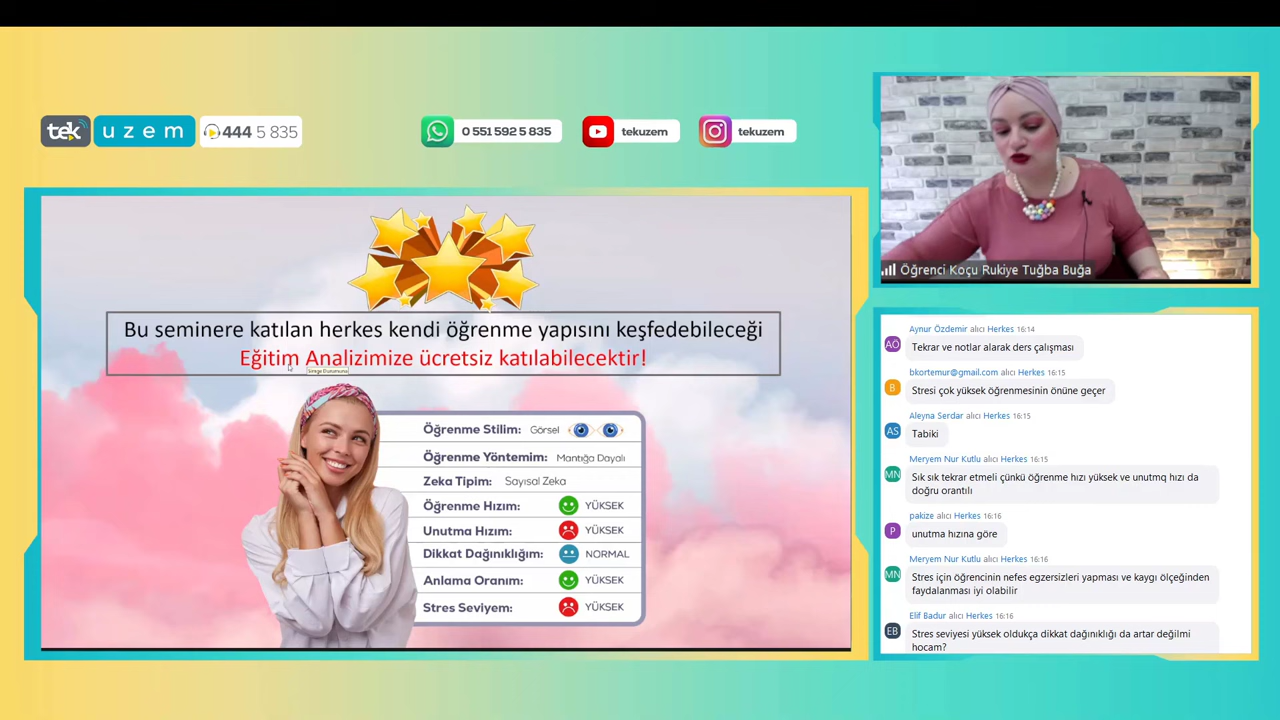 tek uzem 444 5 835
0 551 592 5 835
tekuzem
tekuzem
Bu seminere katılan herkes kendi öğrenme yapısını keşfedebileceği
Eğitim Analizimize ücretsiz katılabilecektir!
Simge Durumuna
Öğrenme Stilim: Görsel
Öğrenme Yöntemim: Mantığa Dayalı
Zeka Tipim: Sayısal Zeka
Öğrenme Hızım: YÜKSEK
Unutma Hızım: YÜKSEK
Dikkat Dağınıklığım: NORMAL
Anlama Oranım: YÜKSEK
Stres Seviyem: YÜKSEK
Öğrenci Koçu Rukiye Tuğba Buğa
Aynur Özdemir alıcı Herkes 16:14
AÖ Tekrar ve notlar alarak ders çalışması
bkortemur@gmail.com alıcı Herkes 16:15
B Stresi çok yüksek öğrenmesinin önüne geçer
Aleyna Serdar alıcı Herkes 16:15
AS Tabiki
Meryem Nur Kutlu alıcı Herkes 16:15
MN Sık sık tekrar etmeli çünkü öğrenme hızı yüksek ve unutmq hızı da
doğru orantılı
pakize alıcı Herkes 16:16
P unutma hızına göre
Meryem Nur Kutlu alıcı Herkes 16:16
MN Stres için öğrencinin nefes egzersizleri yapması ve kaygı ölçeğinden
faydalanması iyi olabilir
Elif Badur alıcı Herkes 16:16
EB Stres seviyesi yüksek oldukça dikkat dağınıklığı da artar değilmi
hocam?